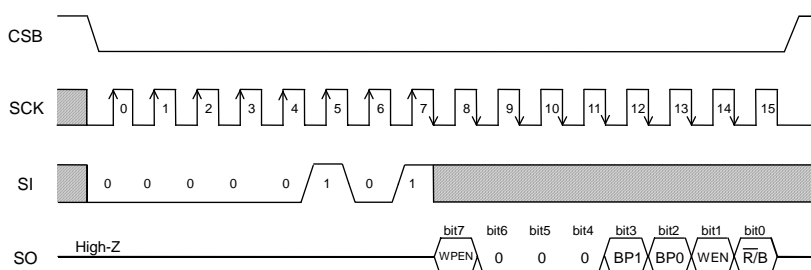 CSB
SCK
0 1 2 3 4 5 6 7 8 9 10 11 12 13 14 15
SI
0 0 0 0 0 1 0 1
bit7 bit6 bit5 bit4 bit3 bit2 bit1 bit0
SO
High-Z
WPEN 0 0 0 BP1 BP0 WEN R̅/B